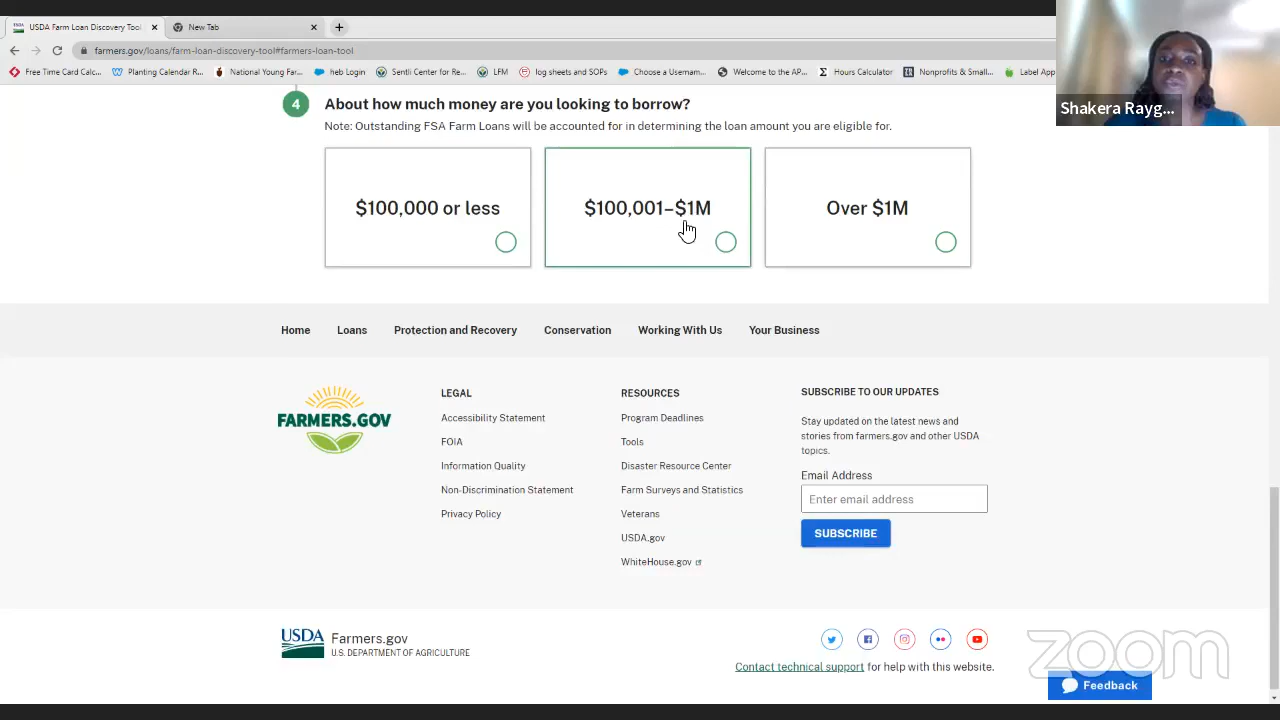 USDA Farm Loan Discovery Tool
New Tab
farmers.gov/loans/farm-loan-discovery-tool#farmers-loan-tool
Free Time Card Calc...
Planting Calendar R...
National Young Far...
heb Login
Sentli Center for Re...
LFM
log sheets and SOPs
Choose a Usernam...
Welcome to the AP...
Hours Calculator
Nonprofits & Small...
Label App
Shakera Rayg...
4
About how much money are you looking to borrow?
Note: Outstanding FSA Farm Loans will be accounted for in determining the loan amount you are eligible for.
$100,000 or less
$100,001–$1M
Over $1M
Home
Loans
Protection and Recovery
Conservation
Working With Us
Your Business
FARMERS.GOV
LEGAL
Accessibility Statement
FOIA
Information Quality
Non-Discrimination Statement
Privacy Policy
RESOURCES
Program Deadlines
Tools
Disaster Resource Center
Farm Surveys and Statistics
Veterans
USDA.gov
WhiteHouse.gov
SUBSCRIBE TO OUR UPDATES
Stay updated on the latest news and
stories from farmers.gov and other USDA
topics.
Email Address
Enter email address
SUBSCRIBE
USDA
Farmers.gov
U.S. DEPARTMENT OF AGRICULTURE
Contact technical support for help with this website.
zoom
Feedback